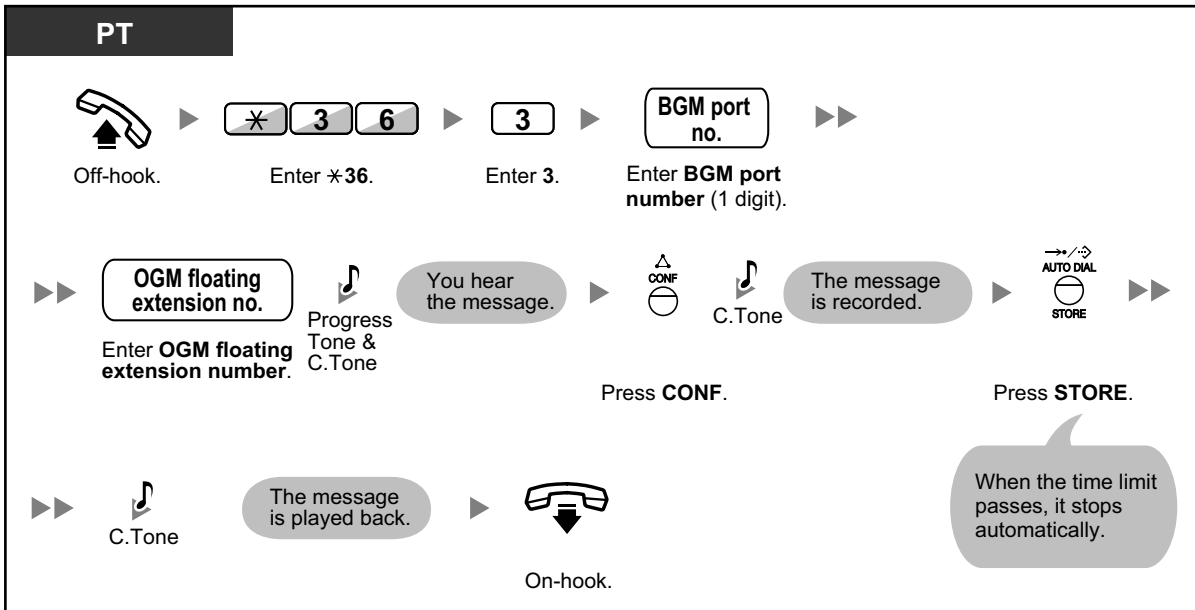 PT
* 3 6
3
BGM port
no.
Off-hook.
Enter *36.
Enter 3.
Enter BGM port
number (1 digit).
OGM floating
extension no.
Enter OGM floating
extension number.
Progress
Tone &
C.Tone
You hear
the message.
CONF
Press CONF.
C.Tone
The message
is recorded.
AUTO DIAL
STORE
Press STORE.
When the time limit
passes, it stops
automatically.
C.Tone
The message
is played back.
On-hook.